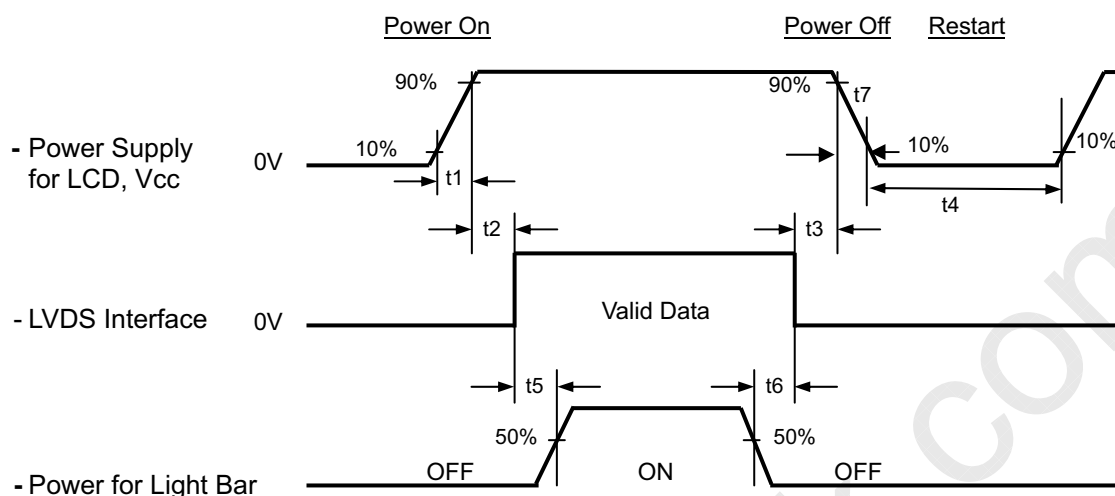 Power On
Power Off
Restart
90%
90%
t7
- Power Supply
for LCD, Vcc
0V
10%
10%
10%
t1
t4
t2
t3
- LVDS Interface
0V
Valid Data
t5
t6
50%
50%
- Power for Light Bar
OFF
ON
OFF
com